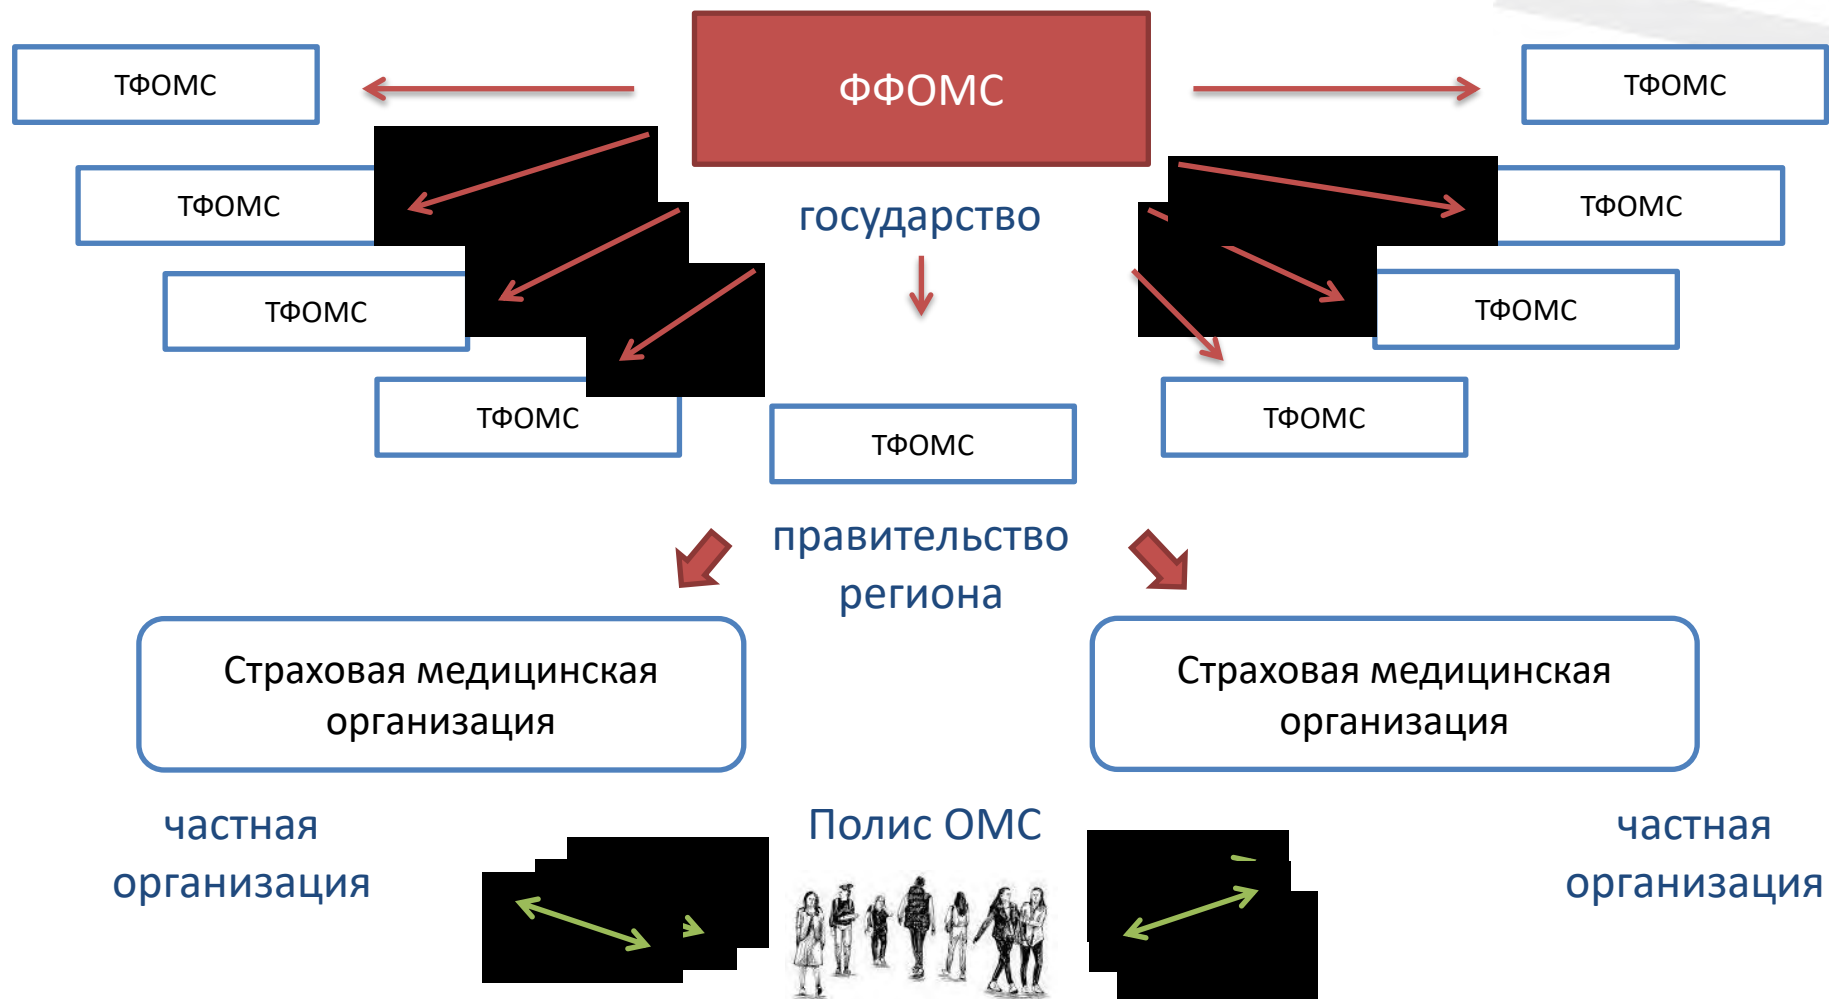 ФФОМС
ТФОМС
ТФОМС
ТФОМС
ТФОМС
государство
ТФОМС
ТФОМС
ТФОМС
ТФОМС
ТФОМС
правительство
региона
Страховая медицинская
организация
Страховая медицинская
организация
частная
организация
Полис ОМС
частная
организация